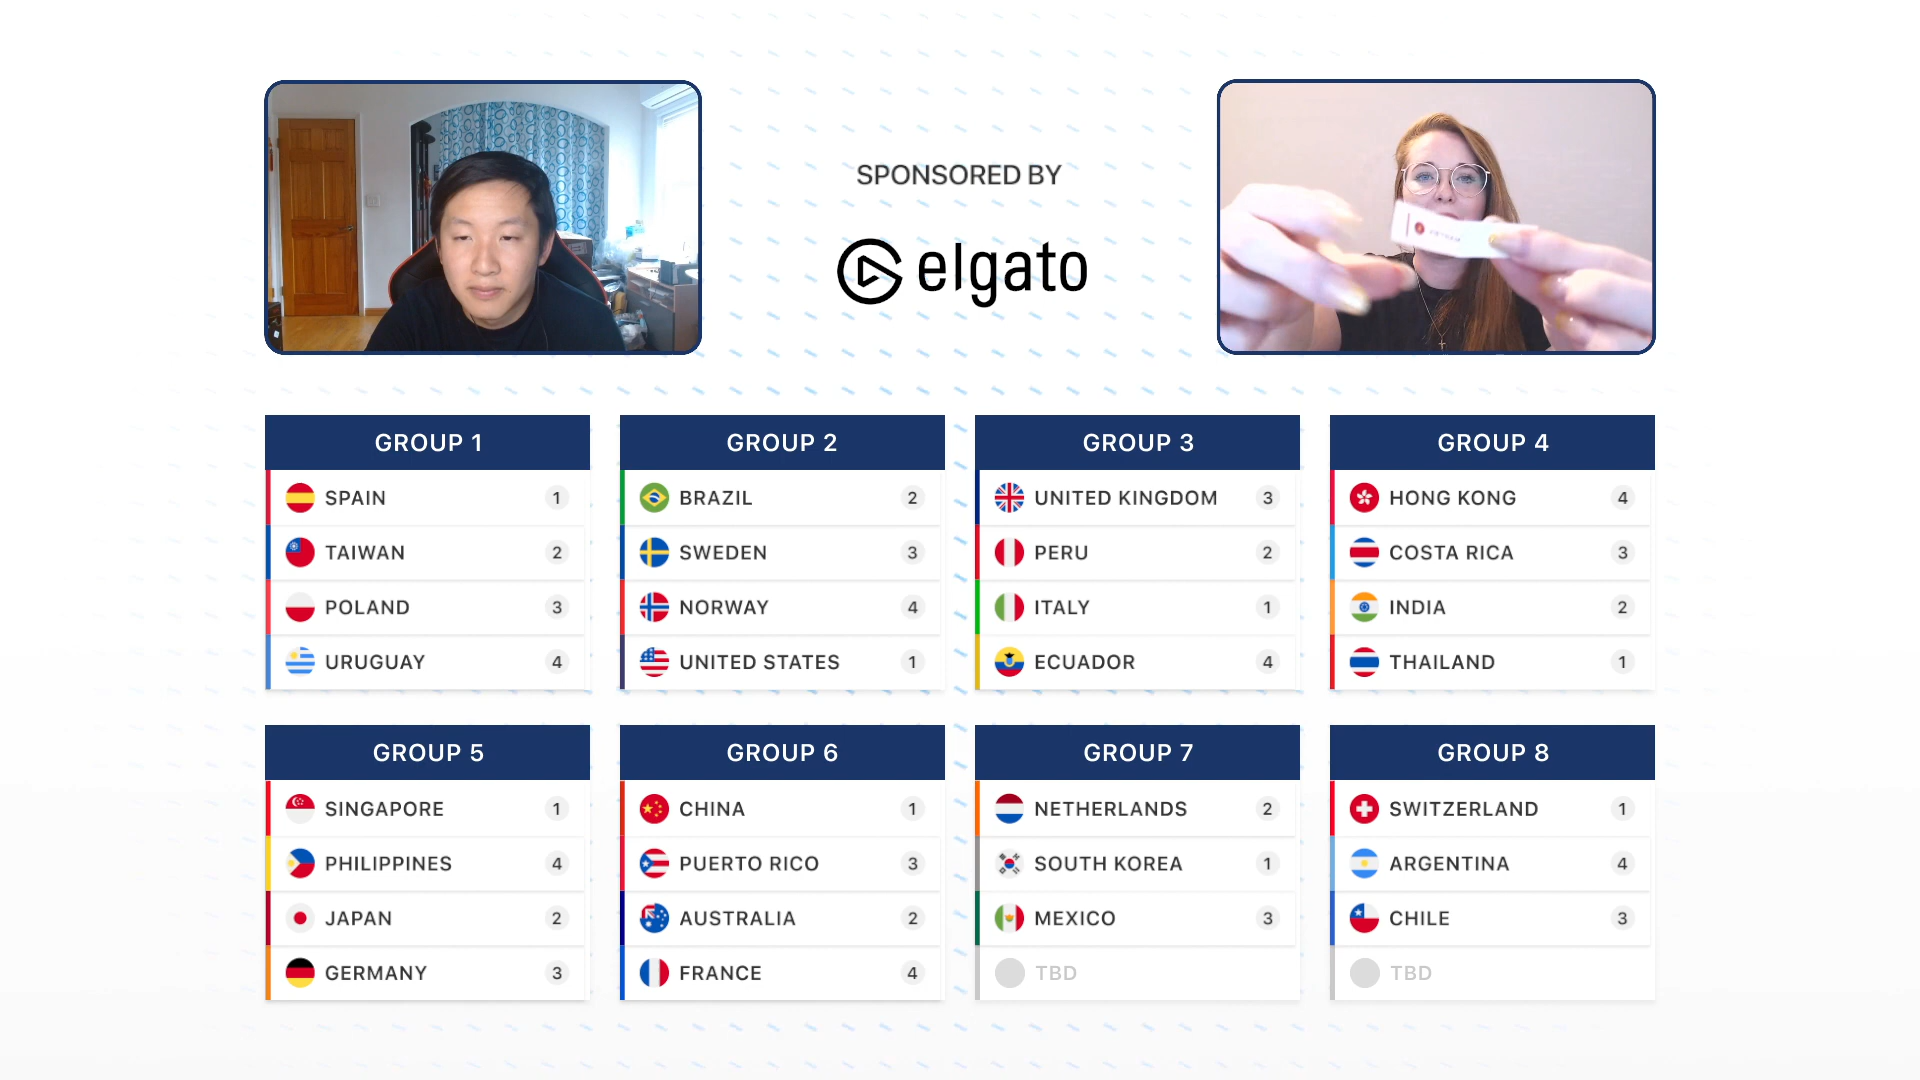 SPONSORED BY
elgato
GROUP 1
SPAIN 1
TAIWAN 2
POLAND 3
URUGUAY 4
GROUP 2
BRAZIL 2
SWEDEN 3
NORWAY 4
UNITED STATES 1
GROUP 3
UNITED KINGDOM 3
PERU 2
ITALY 1
ECUADOR 4
GROUP 4
HONG KONG 4
COSTA RICA 3
INDIA 2
THAILAND 1
GROUP 5
SINGAPORE 1
PHILIPPINES 4
JAPAN 2
GERMANY 3
GROUP 6
CHINA 1
PUERTO RICO 3
AUSTRALIA 2
FRANCE 4
GROUP 7
NETHERLANDS 2
SOUTH KOREA 1
MEXICO 3
TBD
GROUP 8
SWITZERLAND 1
ARGENTINA 4
CHILE 3
TBD